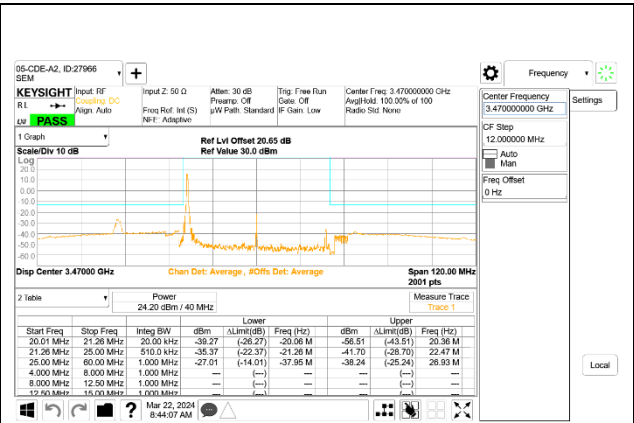 05-CDE-A2, ID:27966
SEM
Frequency
KEYSIGHT Input: RF Input Z: 50 Ω Atten: 30 dB Trig: Free Run Center Freq: 3.470000000 GHz
R L Coupling: DC Preamp: Off Gate: Off Avg|Hold: 100.00% of 100
Align: Auto Freq Ref: Int (S) µW Path: Standard IF Gain: Low Radio Std: None
NFE: Adaptive
PASS
Center Frequency
3.470000000 GHz
Settings
CF Step
12.000000 MHz
Auto
Man
Freq Offset
0 Hz
1 Graph
Ref Lvl Offset 20.65 dB
Scale/Div 10 dB Ref Value 30.0 dBm
Log
20.0
10.0
0.00
-10.0
-20.0
-30.0
-40.0
-50.0
-60.0
Disp Center 3.47000 GHz Chan Det: Average , #Offs Det: Average Span 120.00 MHz
2001 pts
2 Table Power Measure Trace
24.20 dBm / 40 MHz Trace 1
Lower Upper
Start Freq Stop Freq Integ BW dBm ΔLimit(dB) Freq (Hz) dBm ΔLimit(dB) Freq (Hz)
20.01 MHz 21.26 MHz 20.00 kHz -39.27 (-26.27) -20.06 M -56.51 (-43.51) 20.36 M
21.26 MHz 25.00 MHz 510.0 kHz -35.37 (-22.37) -21.26 M -41.70 (-28.70) 22.47 M
25.00 MHz 60.00 MHz 1.000 MHz -27.01 (-14.01) -37.95 M -38.24 (-25.24) 26.93 M
4.000 MHz 8.000 MHz 1.000 MHz --- (---) --- --- (---) ---
8.000 MHz 12.50 MHz 1.000 MHz --- (---) --- --- (---) ---
12.50 MHz 15.00 MHz 1.000 MHz --- (---) --- --- (---) ---
Local
? Mar 22, 2024
8:44:07 AM